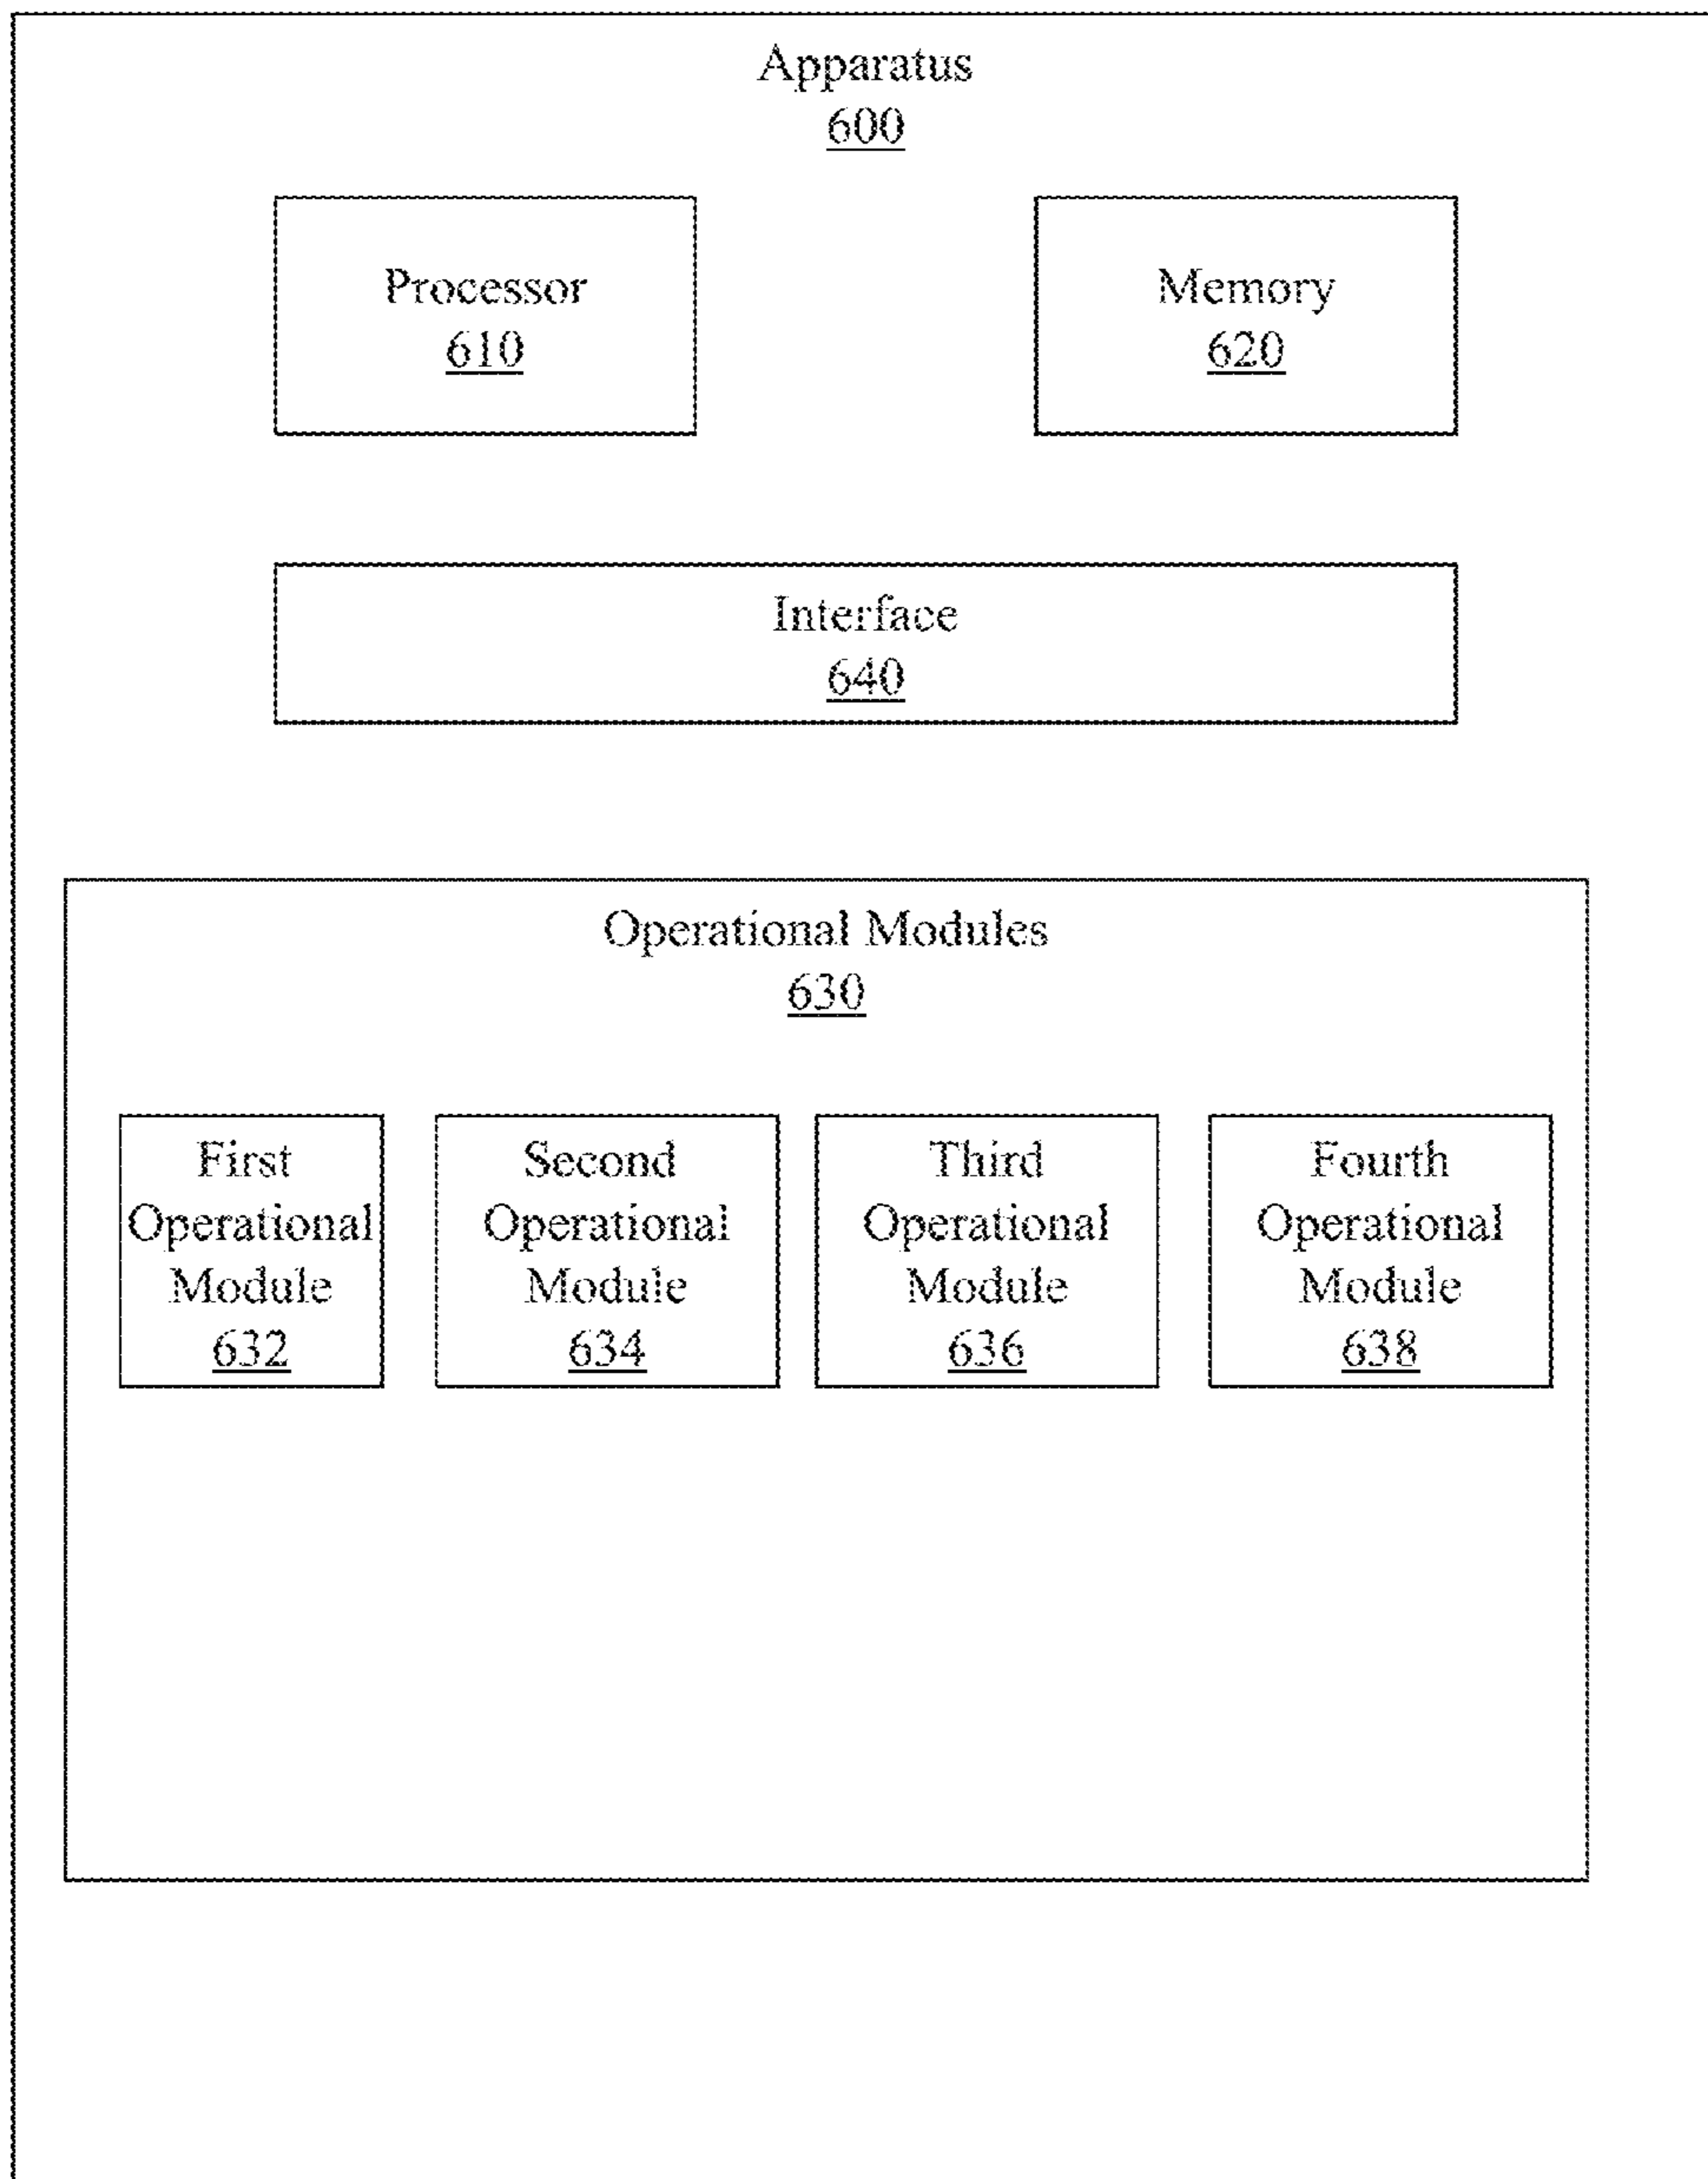 Apparatus
600
Processor
610
Memory
620
Interface
640
Operational Modules
630
First
Operational
Module
632
Second
Operational
Module
634
Third
Operational
Module
636
Fourth
Operational
Module
638